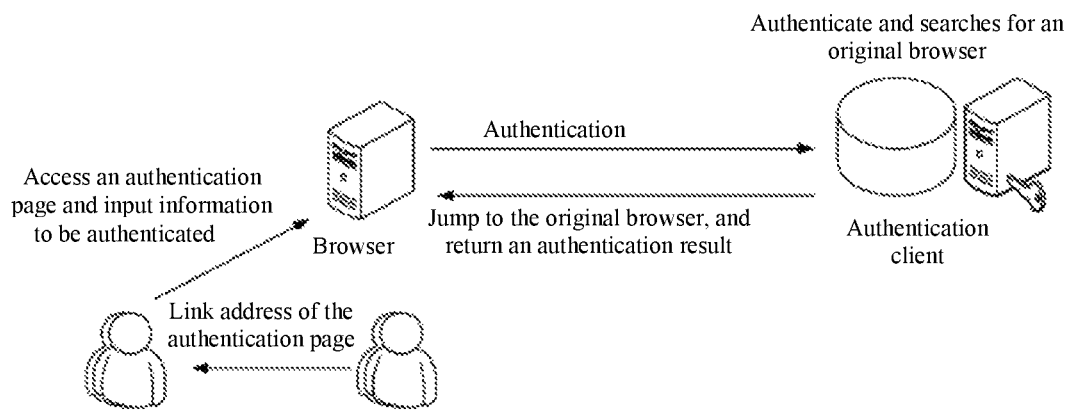 Authenticate and searches for an
original browser
Authentication
Access an authentication
page and input information
to be authenticated
Jump to the original browser, and
return an authentication result
Browser
Authentication
client
Link address of the
authentication page